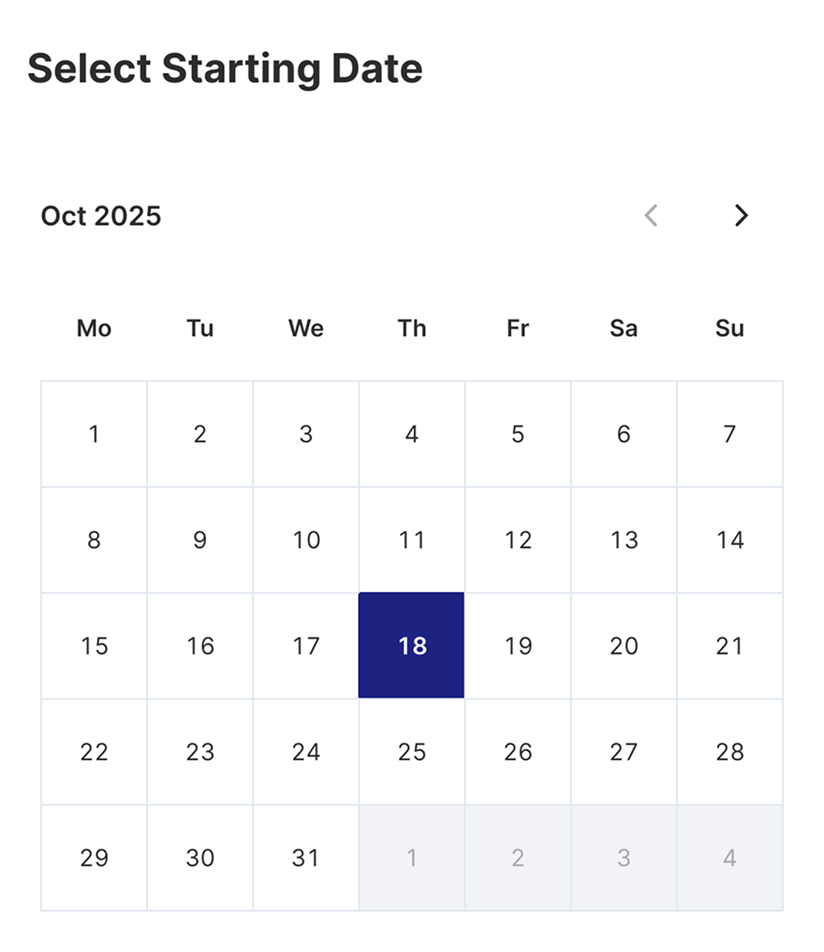 Select Starting Date
Oct 2025
Mo Tu We Th Fr Sa Su
1 2 3 4 5 6 7
8 9 10 11 12 13 14
15 16 17 18 19 20 21
22 23 24 25 26 27 28
29 30 31 1 2 3 4